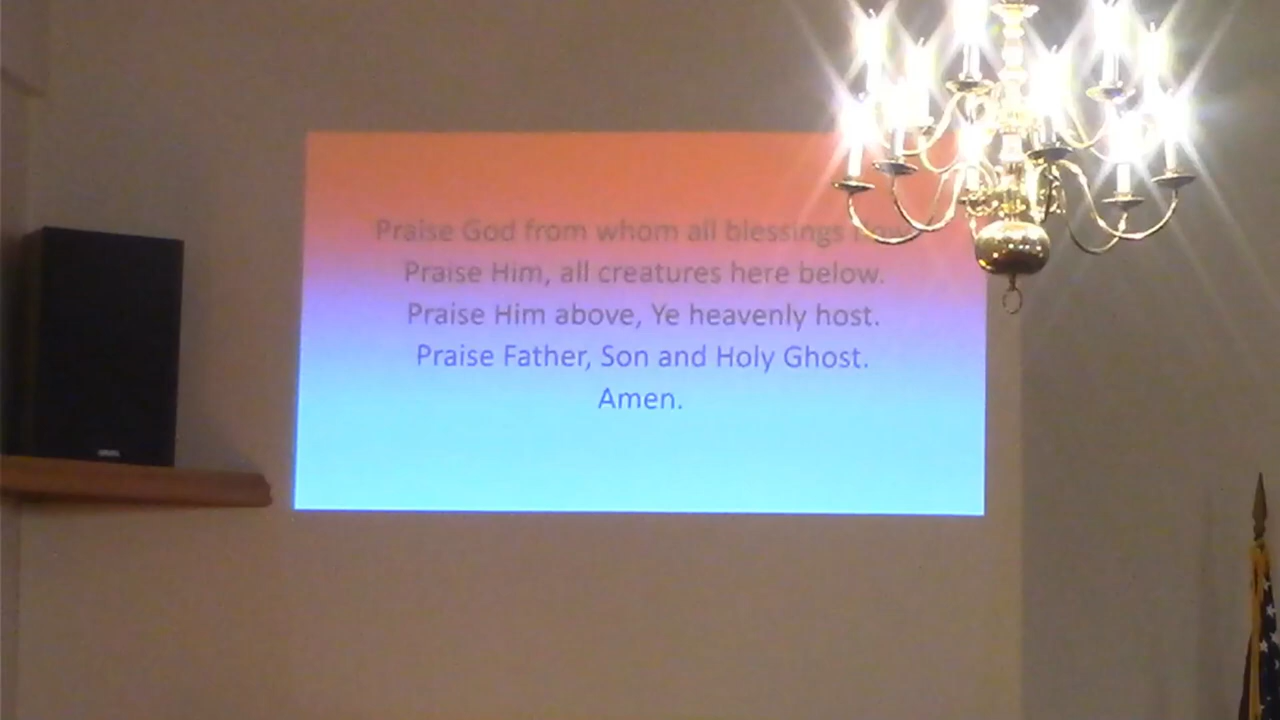 Praise God from whom all blessings flow.
Praise Him, all creatures here below.
Praise Him above, Ye heavenly host.
Praise Father, Son and Holy Ghost.
Amen.